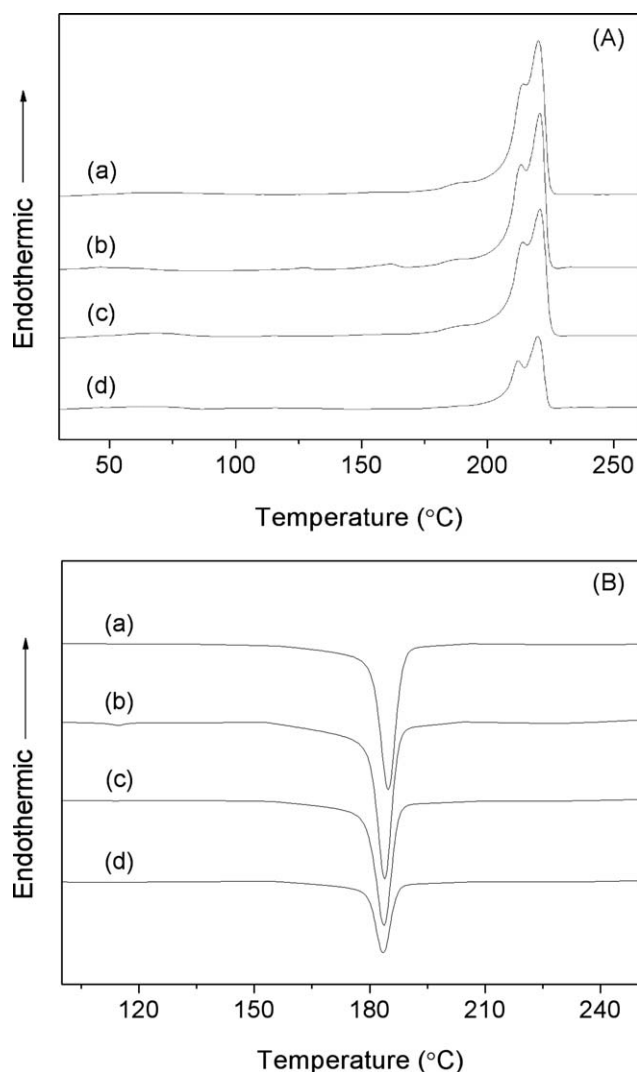 (A)
(a)
(b)
(c)
(d)
Endothermic
50 100 150 200 250
Temperature (°C)
(B)
(a)
(b)
(c)
(d)
Endothermic
120 150 180 210 240
Temperature (°C)